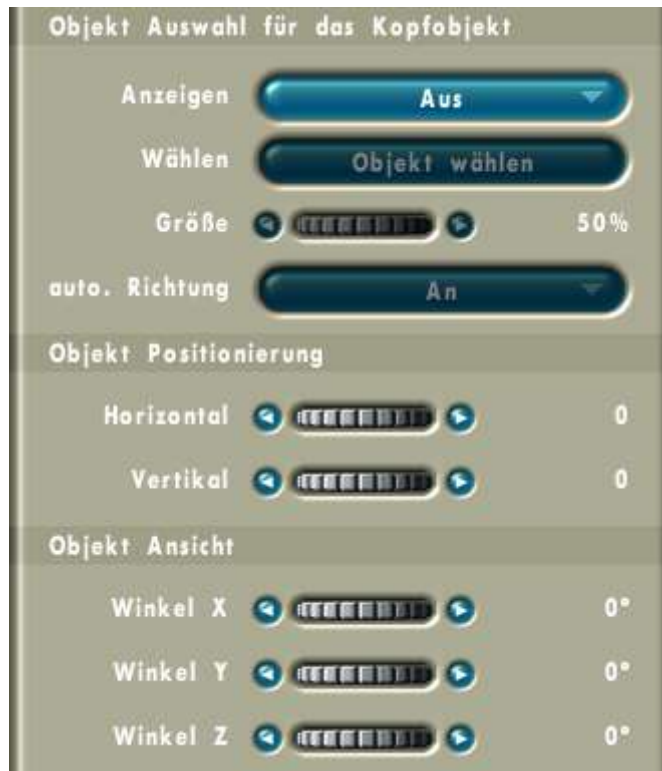 Objekt Auswahl für das Kopfobjekt
Anzeigen Aus
Wählen Objekt wählen
Größe 50%
auto. Richtung An
Objekt Positionierung
Horizontal 0
Vertikal 0
Objekt Ansicht
Winkel X 0°
Winkel Y 0°
Winkel Z 0°